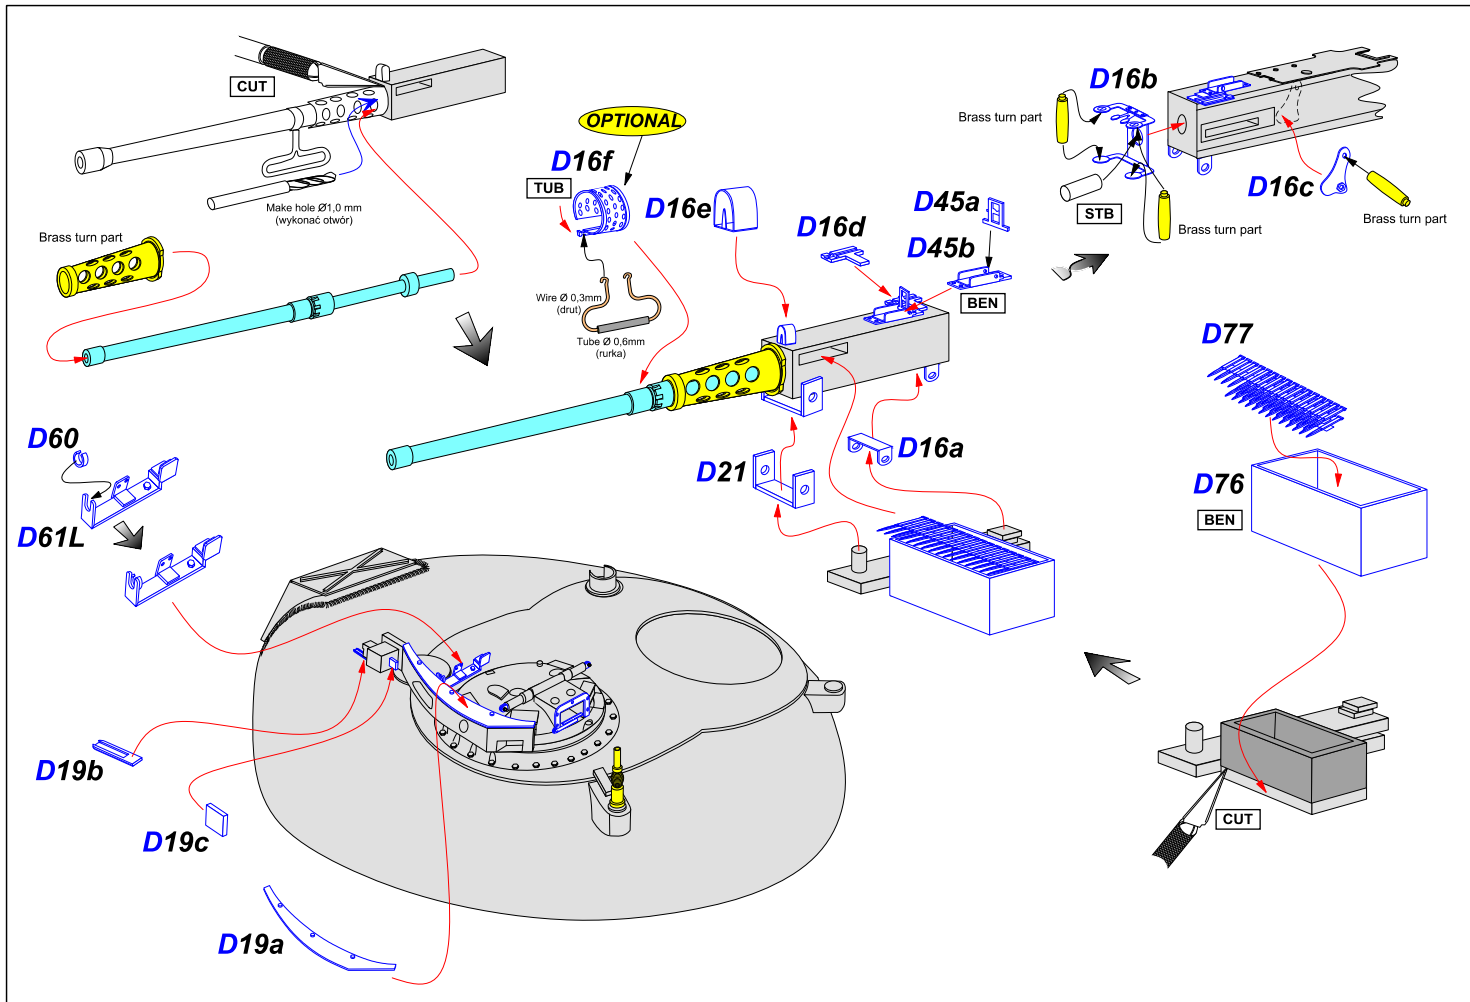 CUT
Make hole Ø1,0 mm
(wykonać otwór)
Brass turn part
OPTIONAL
D16f
TUB
D16e
Wire Ø 0,3mm
(drut)
Tube Ø 0,6mm
(rurka)
D16d
D45a
D45b
BEN
D16b
Brass turn part
STB
Brass turn part
D16c
Brass turn part
D77
D76
BEN
D60
D61L
D21
D16a
D19b
D19c
D19a
CUT